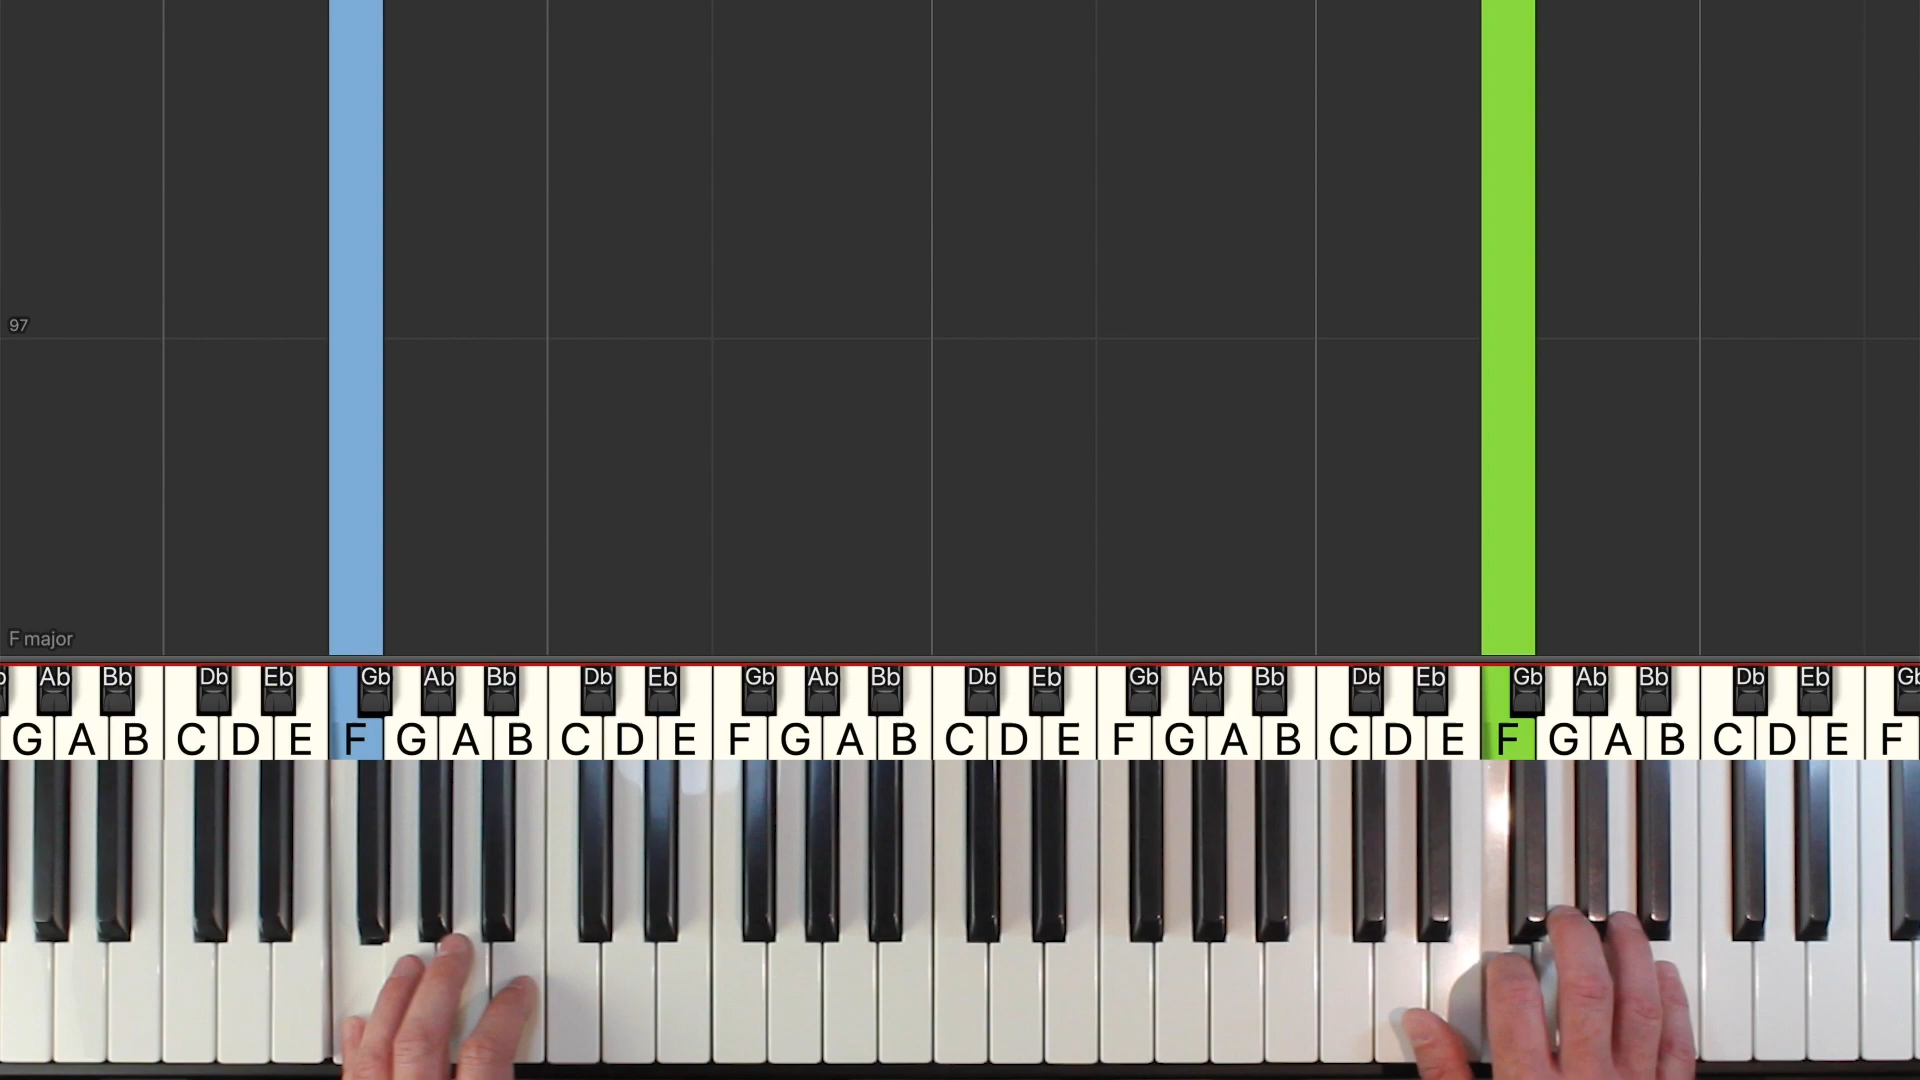 97
F major
Ab Bb Db Eb Gb Ab Bb Db Eb Gb Ab Bb Db Eb Gb Ab Bb Db Eb Gb Ab Bb Db Eb
G A B C D E F G A B C D E F G A B C D E F G A B C D E F G A B C D E F